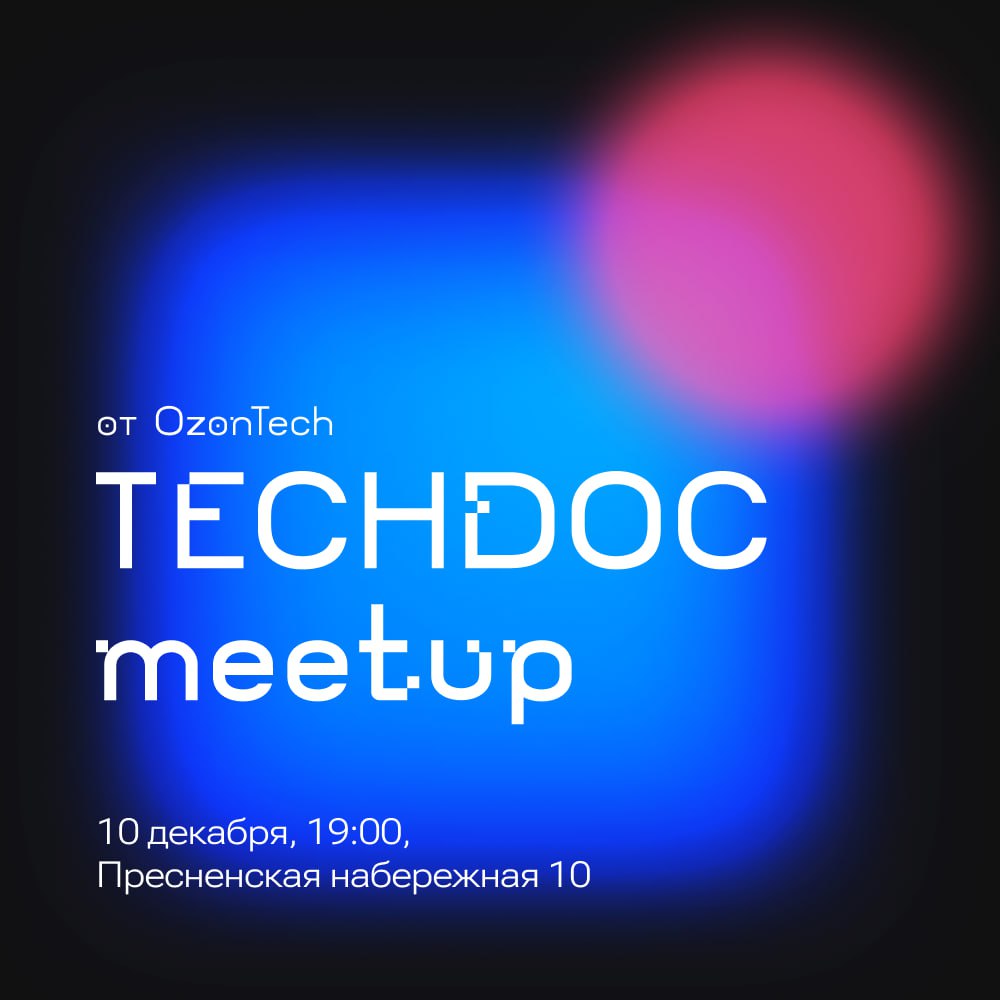 от OzonTech
TECHDOC
meetup
10 декабря, 19:00,
Пресненская набережная 10